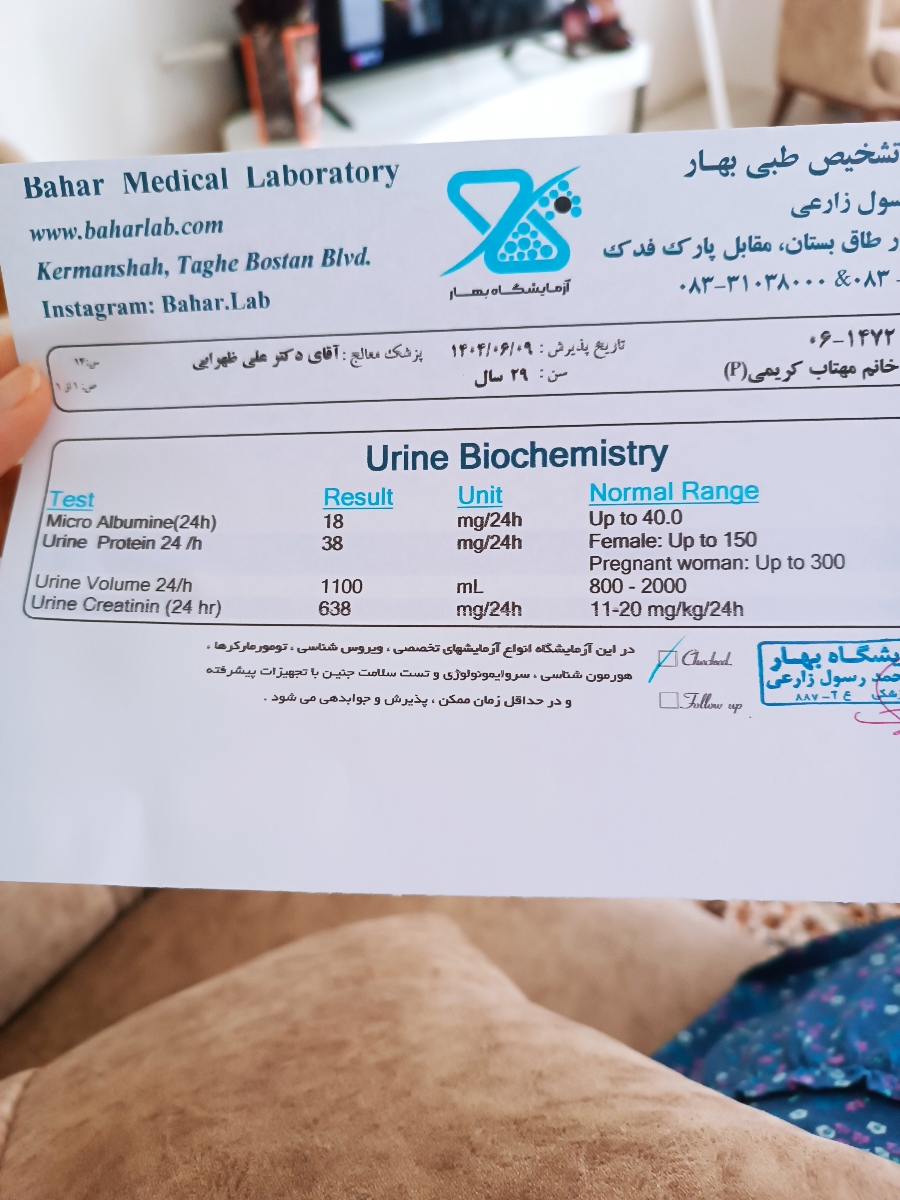 Bahar Medical Laboratory
www.baharlab.com
Kermanshah, Taghe Bostan Blvd.
Instagram: Bahar.Lab
آزمایشگاه بهار
تشخیص طبی بهار
سول زارعی
ر طاق بستان، مقابل پارک فدک
۰۸۳-۳۱۰۳۸۰۰۰ & ۰۸۳-
۰۶-۱۴۷۲
تاریخ پذیرش : ۱۴۰۴/۰۶/۰۹
پزشک معالج : آقای دکتر علی ظهرابی
خانم مهتاب کریمی(P)
سن : ۲۹ سال
Urine Biochemistry
Test Result Unit Normal Range
Micro Albumine(24h) 18 mg/24h Up to 40.0
Urine Protein 24 /h 38 mg/24h Female: Up to 150
Pregnant woman: Up to 300
Urine Volume 24/h 1100 mL 800 - 2000
Urine Creatinin (24 hr) 638 mg/24h 11-20 mg/kg/24h
در این آزمایشگاه انواع آزمایشهای تخصصی ، ویروس شناسی ، تومورمارکرها ،
هورمون شناسی ، سروایمونولوژی و تست سلامت جنین با تجهیزات پیشرفته
و در حداقل زمان ممکن ، پذیرش و جوابدهی می شود .
Checked
Follow up
یشگاه بهار
حمد رسول زارعی
ع ۲-۸۸۷